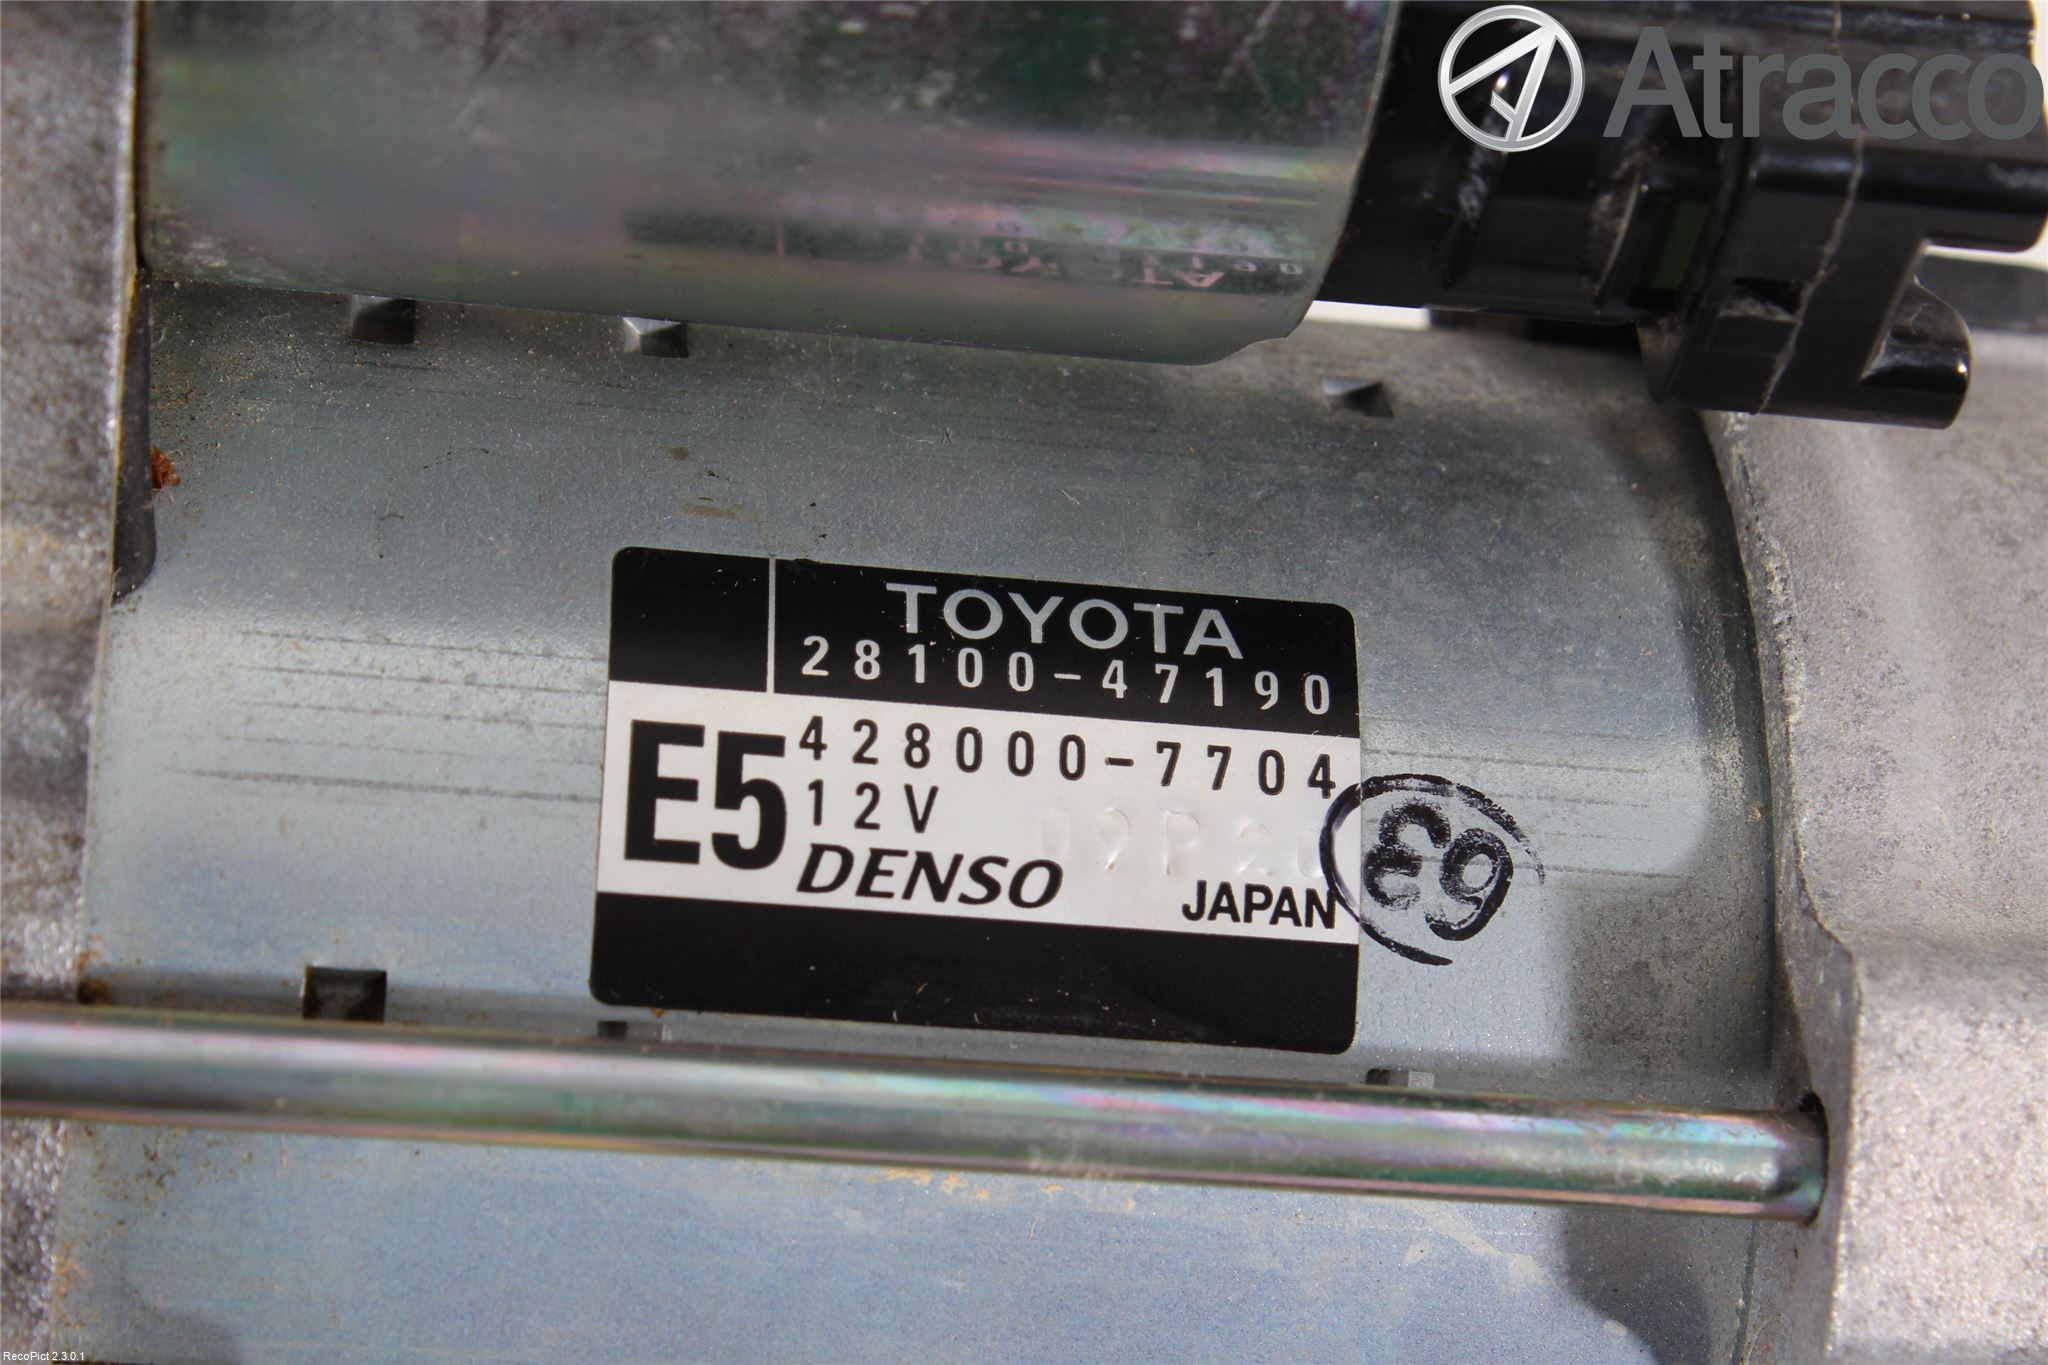 Atracco
TOYOTA
28100-47190
E5
428000-7704
12V
DENSO
JAPAN
63
RecoPict 2.3.0.1